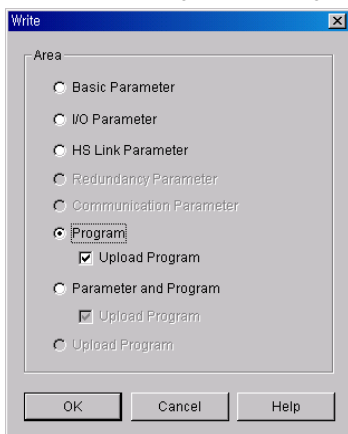 Write
Area
Basic Parameter
I/O Parameter
HS Link Parameter
Redundancy Parameter
Communication Parameter
Program
Upload Program
Parameter and Program
Upload Program
Upload Program
OK Cancel Help